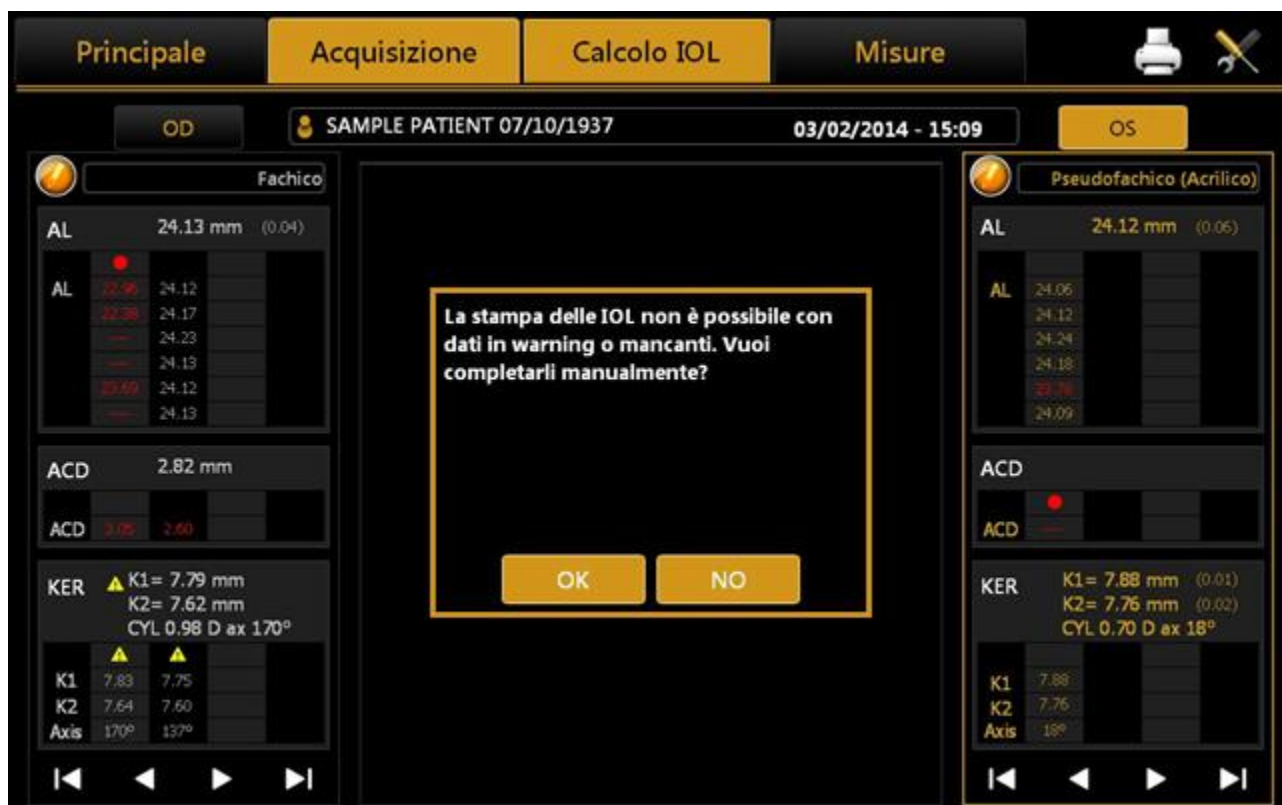 Principale
Acquisizione
Calcolo IOL
Misure
OD
SAMPLE PATIENT 07/10/1937
03/02/2014 - 15:09
OS
Fachico
AL 24.13 mm (0.04)
AL 22.96 24.12
22.38 24.17
---- 24.23
---- 24.13
23.69 24.12
---- 24.13
ACD 2.82 mm
ACD 3.05 2.60
KER K1= 7.79 mm
K2= 7.62 mm
CYL 0.98 D ax 170°
K1 7.83 7.75
K2 7.64 7.60
Axis 170° 137°
La stampa delle IOL non è possibile con
dati in warning o mancanti. Vuoi
completarli manualmente?
OK
NO
Pseudofachico (Acrilico)
AL 24.12 mm (0.06)
AL 24.06
24.12
24.24
24.18
24.09
ACD
ACD ----
KER K1= 7.88 mm (0.01)
K2= 7.76 mm (0.02)
CYL 0.70 D ax 18°
K1 7.88
K2 7.76
Axis 18°